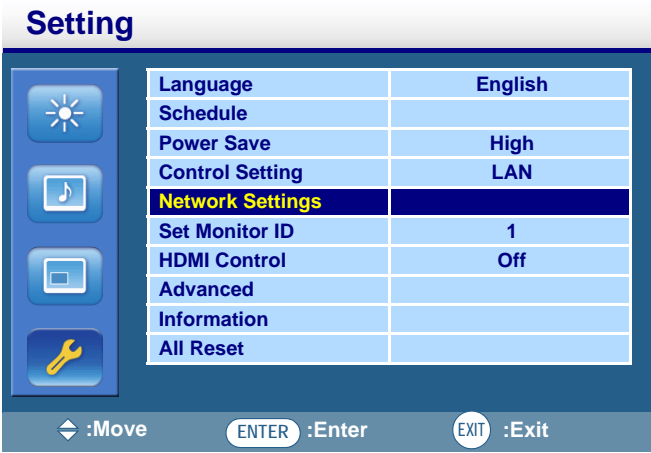 Setting
Language English
Schedule
Power Save High
Control Setting LAN
Network Settings
Set Monitor ID 1
HDMI Control Off
Advanced
Information
All Reset
:Move ENTER :Enter EXIT :Exit